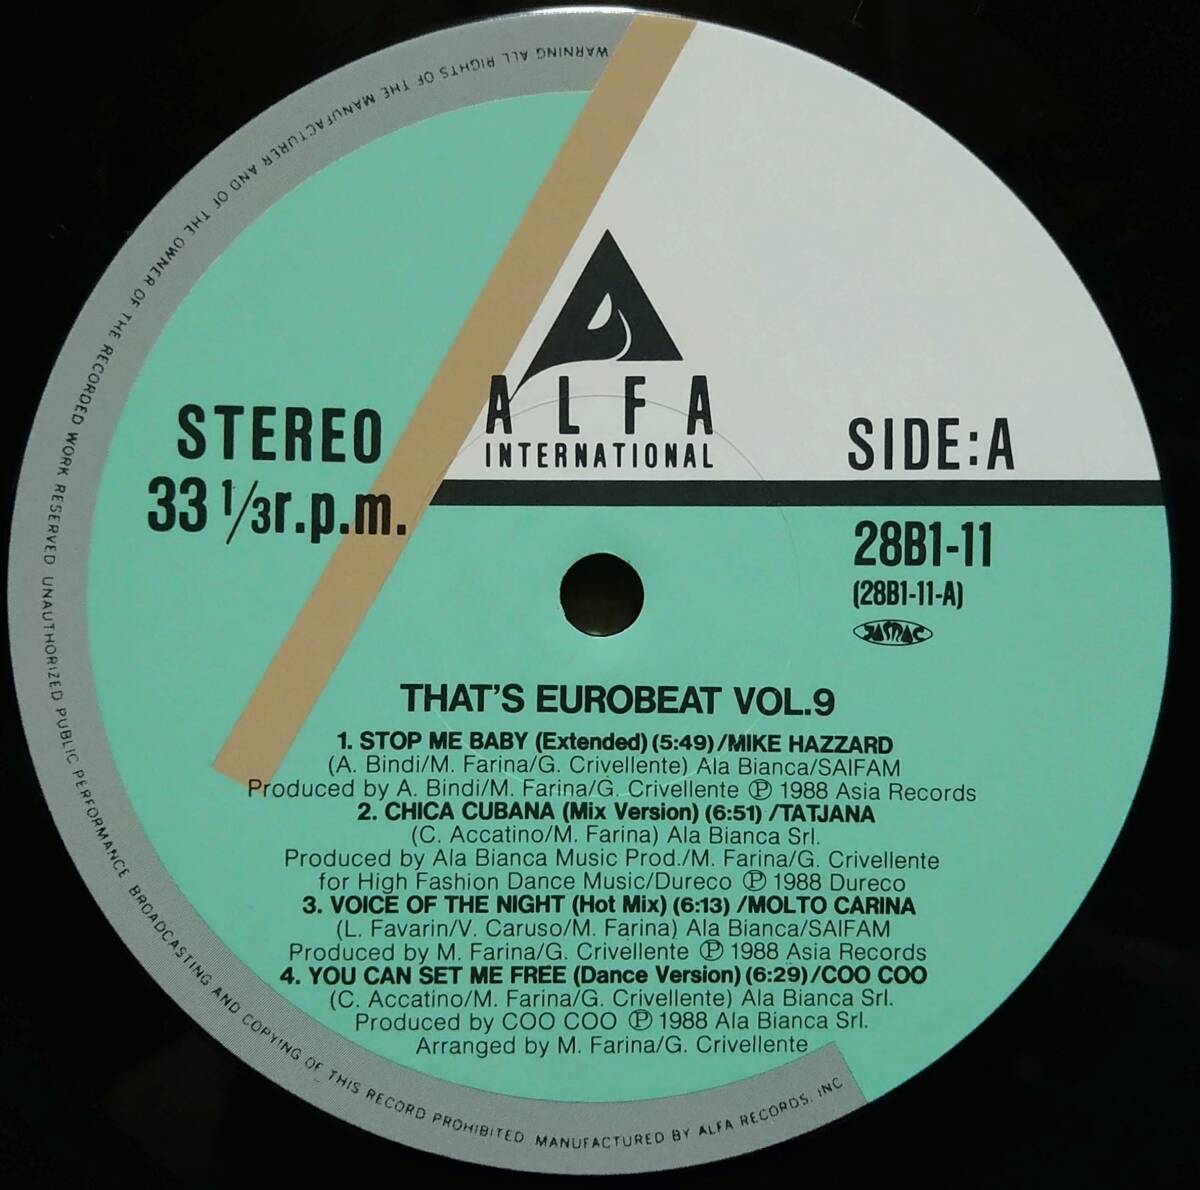 WARNING ALL RIGHTS OF THE MANUFACTURER AND OF THE OWNER OF THE RECORDED WORK RESERVED UNAUTHORIZED PUBLIC PERFORMANCE BROADCASTING AND COPYING OF THIS RECORD PROHIBITED MANUFACTURED BY ALFA RECORDS, INC
ALFA
INTERNATIONAL
STEREO
33 1/3r.p.m.
SIDE:A
28B1-11
(28B1-11-A)
JASRAC
THAT'S EUROBEAT VOL.9
1. STOP ME BABY (Extended) (5:49)/MIKE HAZZARD
(A. Bindi/M. Farina/G. Crivellente) Ala Bianca/SAIFAM
Produced by A. Bindi/M. Farina/G. Crivellente Ⓟ 1988 Asia Records
2. CHICA CUBANA (Mix Version) (6:51) /TATJANA
(C. Accatino/M. Farina) Ala Bianca Srl.
Produced by Ala Bianca Music Prod./M. Farina/G. Crivellente
for High Fashion Dance Music/Dureco Ⓟ 1988 Dureco
3. VOICE OF THE NIGHT (Hot Mix) (6:13) /MOLTO CARINA
(L. Favarin/V. Caruso/M. Farina) Ala Bianca/SAIFAM
Produced by M. Farina/G. Crivellente Ⓟ 1988 Asia Records
4. YOU CAN SET ME FREE (Dance Version) (6:29)/COO COO
(C. Accatino/M. Farina/G. Crivellente) Ala Bianca Srl.
Produced by COO COO Ⓟ 1988 Ala Bianca Srl.
Arranged by M. Farina/G. Crivellente